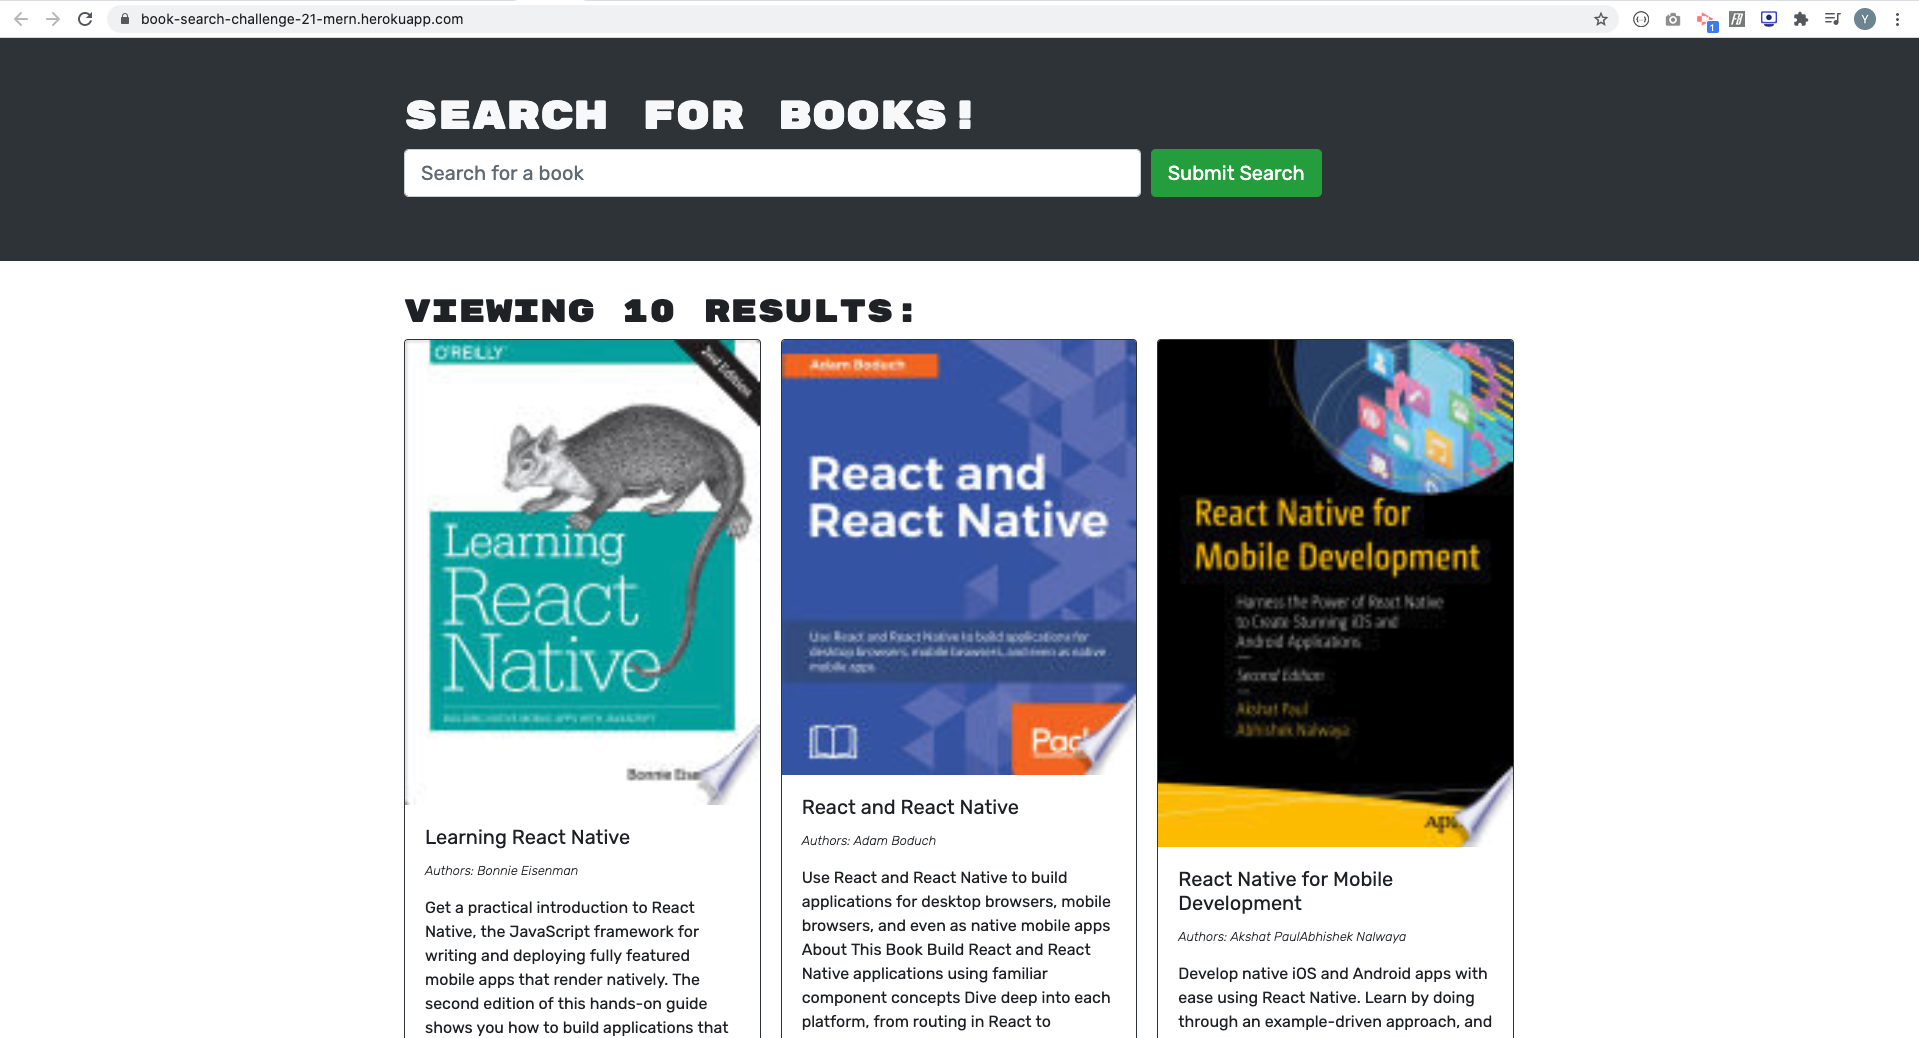 book-search-challenge-21-mern.herokuapp.com
1
Y
SEARCH FOR BOOKS!
Search for a book
Submit Search
VIEWING 10 RESULTS:
O'REILLY
2nd Edition
Learning
React
Native
BUILDING NATIVE MOBILE APPS WITH JAVASCRIPT
Bonnie
Learning React Native
Authors: Bonnie Eisenman
Get a practical introduction to React
Native, the JavaScript framework for
writing and deploying fully featured
mobile apps that render natively. The
second edition of this hands-on guide
shows you how to build applications that
Adam Boduch
React and
React Native
Use React and React Native to build applications for
desktop browsers, mobile browsers, and even as native
mobile apps
React and React Native
Authors: Adam Boduch
Use React and React Native to build
applications for desktop browsers, mobile
browsers, and even as native mobile apps
About This Book Build React and React
Native applications using familiar
component concepts Dive deep into each
platform, from routing in React to
React Native for
Mobile Development
Harness the Power of React Native
to Create Stunning iOS and
Android Applications
Second Edition
Akshat Paul
Abhishek Nalwaya
React Native for Mobile
Development
Authors: Akshat PaulAbhishek Nalwaya
Develop native iOS and Android apps with
ease using React Native. Learn by doing
through an example-driven approach, and